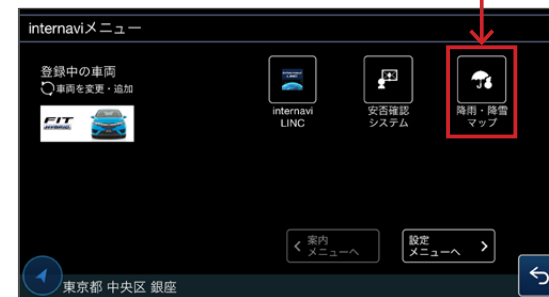 internaviメニュー
登録中の車両
車両を変更・追加
FIT
HYBRID
internavi
LINC
安否確認
システム
降雨・降雪
マップ
案内
メニューへ
設定
メニューへ
東京都 中央区 銀座